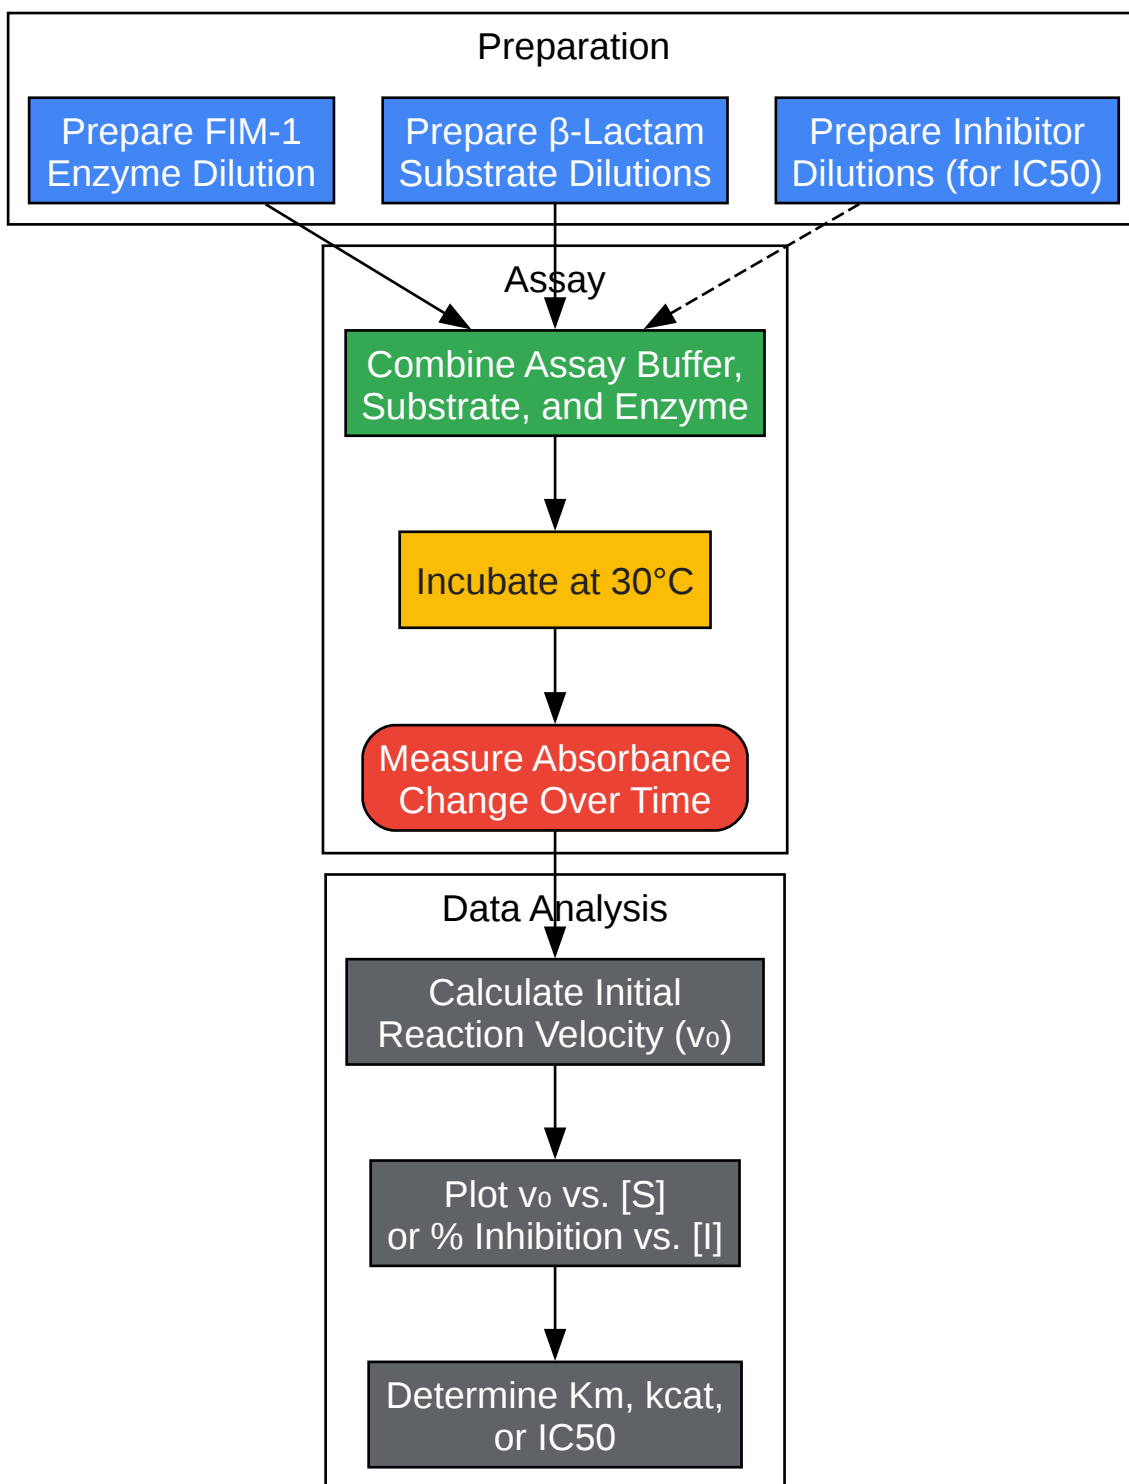 Preparation
Prepare FIM-1
Enzyme Dilution
Prepare β-Lactam
Substrate Dilutions
Prepare Inhibitor
Dilutions (for IC50)
Assay
Combine Assay Buffer,
Substrate, and Enzyme
Incubate at 30°C
Measure Absorbance
Change Over Time
Data Analysis
Calculate Initial
Reaction Velocity (v₀)
Plot v₀ vs. [S]
or % Inhibition vs. [I]
Determine Km, kcat,
or IC50